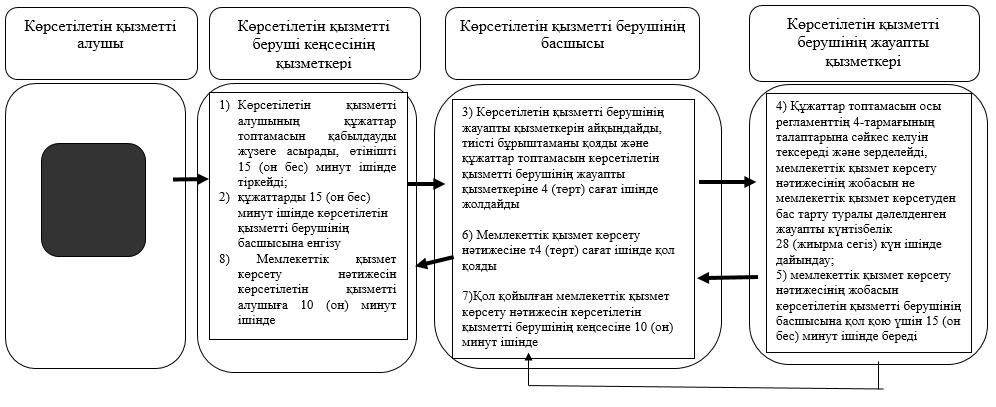 Көрсетілетін қызметті
алушы
Көрсетілетін қызметті
беруші кеңсесінің
қызметкері
Көрсетілетін қызметті берушінің
басшысы
Көрсетілетін қызметті
берушінің жауапты
қызметкері
1) Көрсетілетін қызметті
алушының құжаттар
топтамасын қабылдауды
жүзеге асырады, өтінішті
15 (он бес) минут ішінде
тіркейді;
2) құжаттарды 15 (он бес)
минут ішінде көрсетілетін
қызметті берушінің
басшысына енгізу
8) Мемлекеттік қызмет
көрсету нәтижесін
көрсетілетін қызметті
алушыға 10 (он) минут
ішінде
3) Көрсетілетін қызметті берушінің
жауапты қызметкерін айқындайды,
тиісті бұрыштаманы қояды және
құжаттар топтамасын көрсетілетін
қызметті берушінің жауапты
қызметкеріне 4 (төрт) сағат ішінде
жолдайды
6) Мемлекеттік қызмет көрсету
нәтижесіне т4 (төрт) сағат ішінде қол
қояды
7)Қол қойылған мемлекеттік қызмет
көрсету нәтижесін көрсетілетін
қызметті берушінің кеңсесіне 10 (он)
минут ішінде
4) Құжаттар топтамасын осы
регламенттің 4-тармағының
талаптарына сәйкес келуін
тексереді және зерделейді,
мемлекеттік қызмет көрсету
нәтижесінің жобасын не
мемлекеттік қызмет көрсетуден
бас тарту туралы дәлелденген
жауапты күнтізбелік
28 (жиырма сегіз) күн ішінде
дайындау;
5) мемлекеттік қызмет көрсету
нәтижесінің жобасын
көрсетілетін қызметті берушінің
басшысына қол қою үшін 15 (он
бес) минут ішінде береді